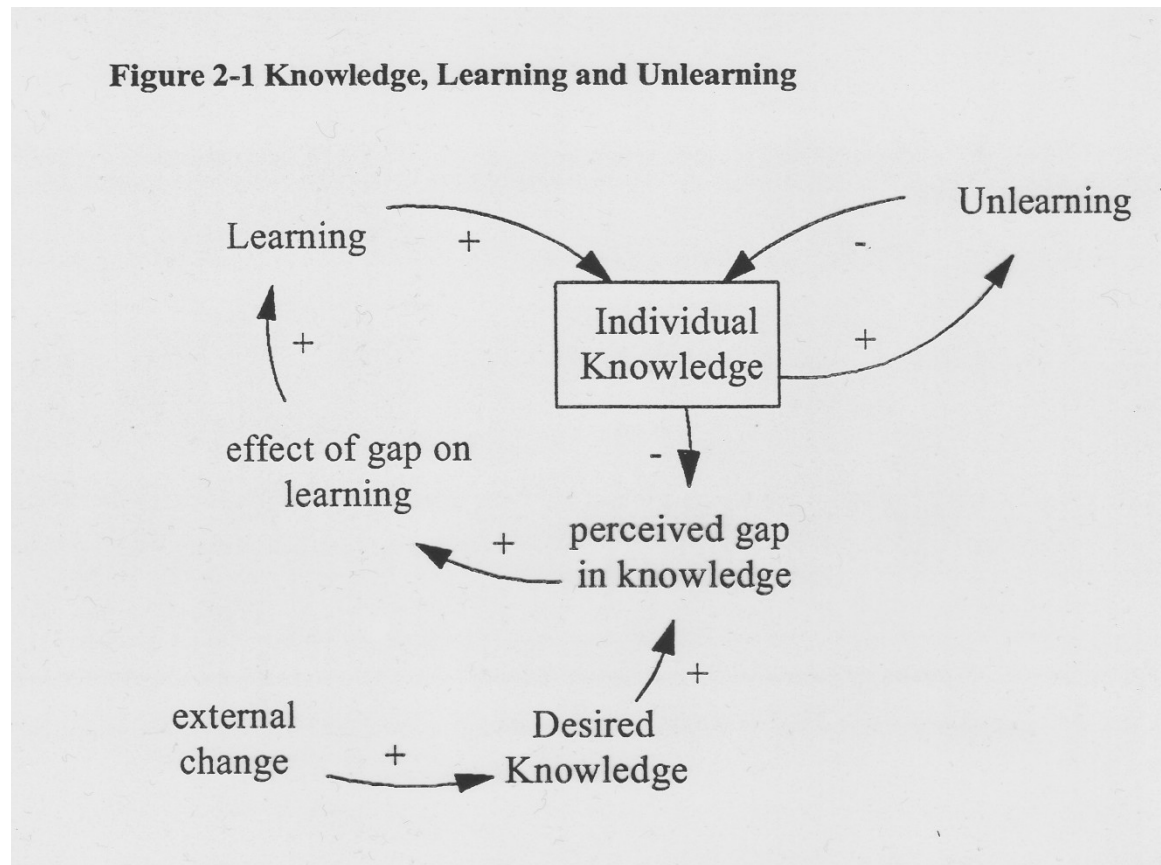 Figure 2-1 Knowledge, Learning and Unlearning
Unlearning
Learning
+
-
Individual
Knowledge
+
+
effect of gap on
learning
-
perceived gap
in knowledge
+
+
external
change
+
Desired
Knowledge